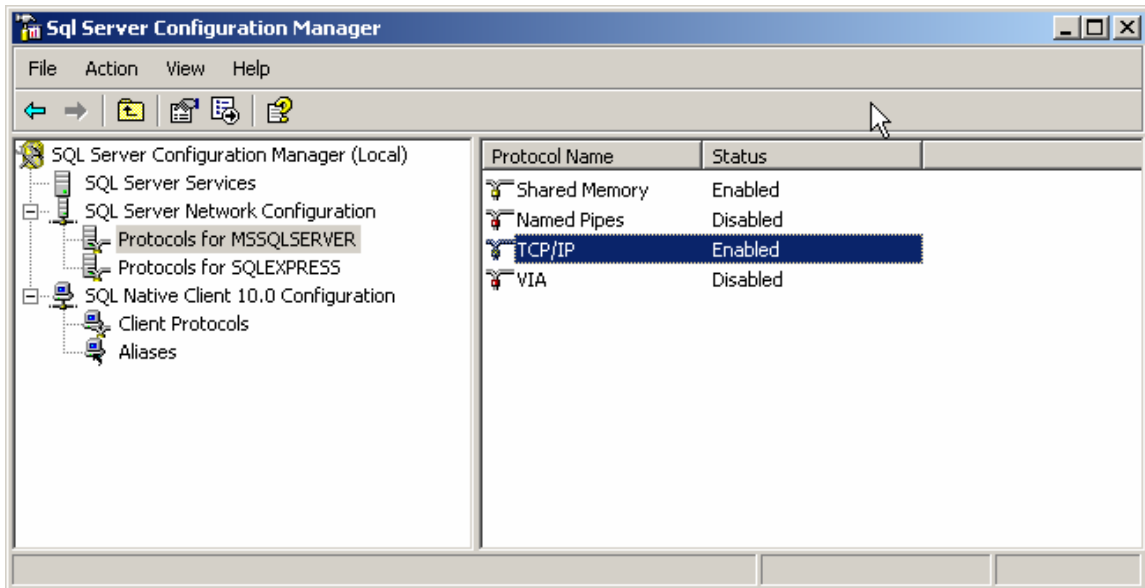 Sql Server Configuration Manager
File Action View Help
SQL Server Configuration Manager (Local)
SQL Server Services
SQL Server Network Configuration
Protocols for MSSQLSERVER
Protocols for SQLEXPRESS
SQL Native Client 10.0 Configuration
Client Protocols
Aliases
Protocol Name Status
Shared Memory Enabled
Named Pipes Disabled
TCP/IP Enabled
VIA Disabled